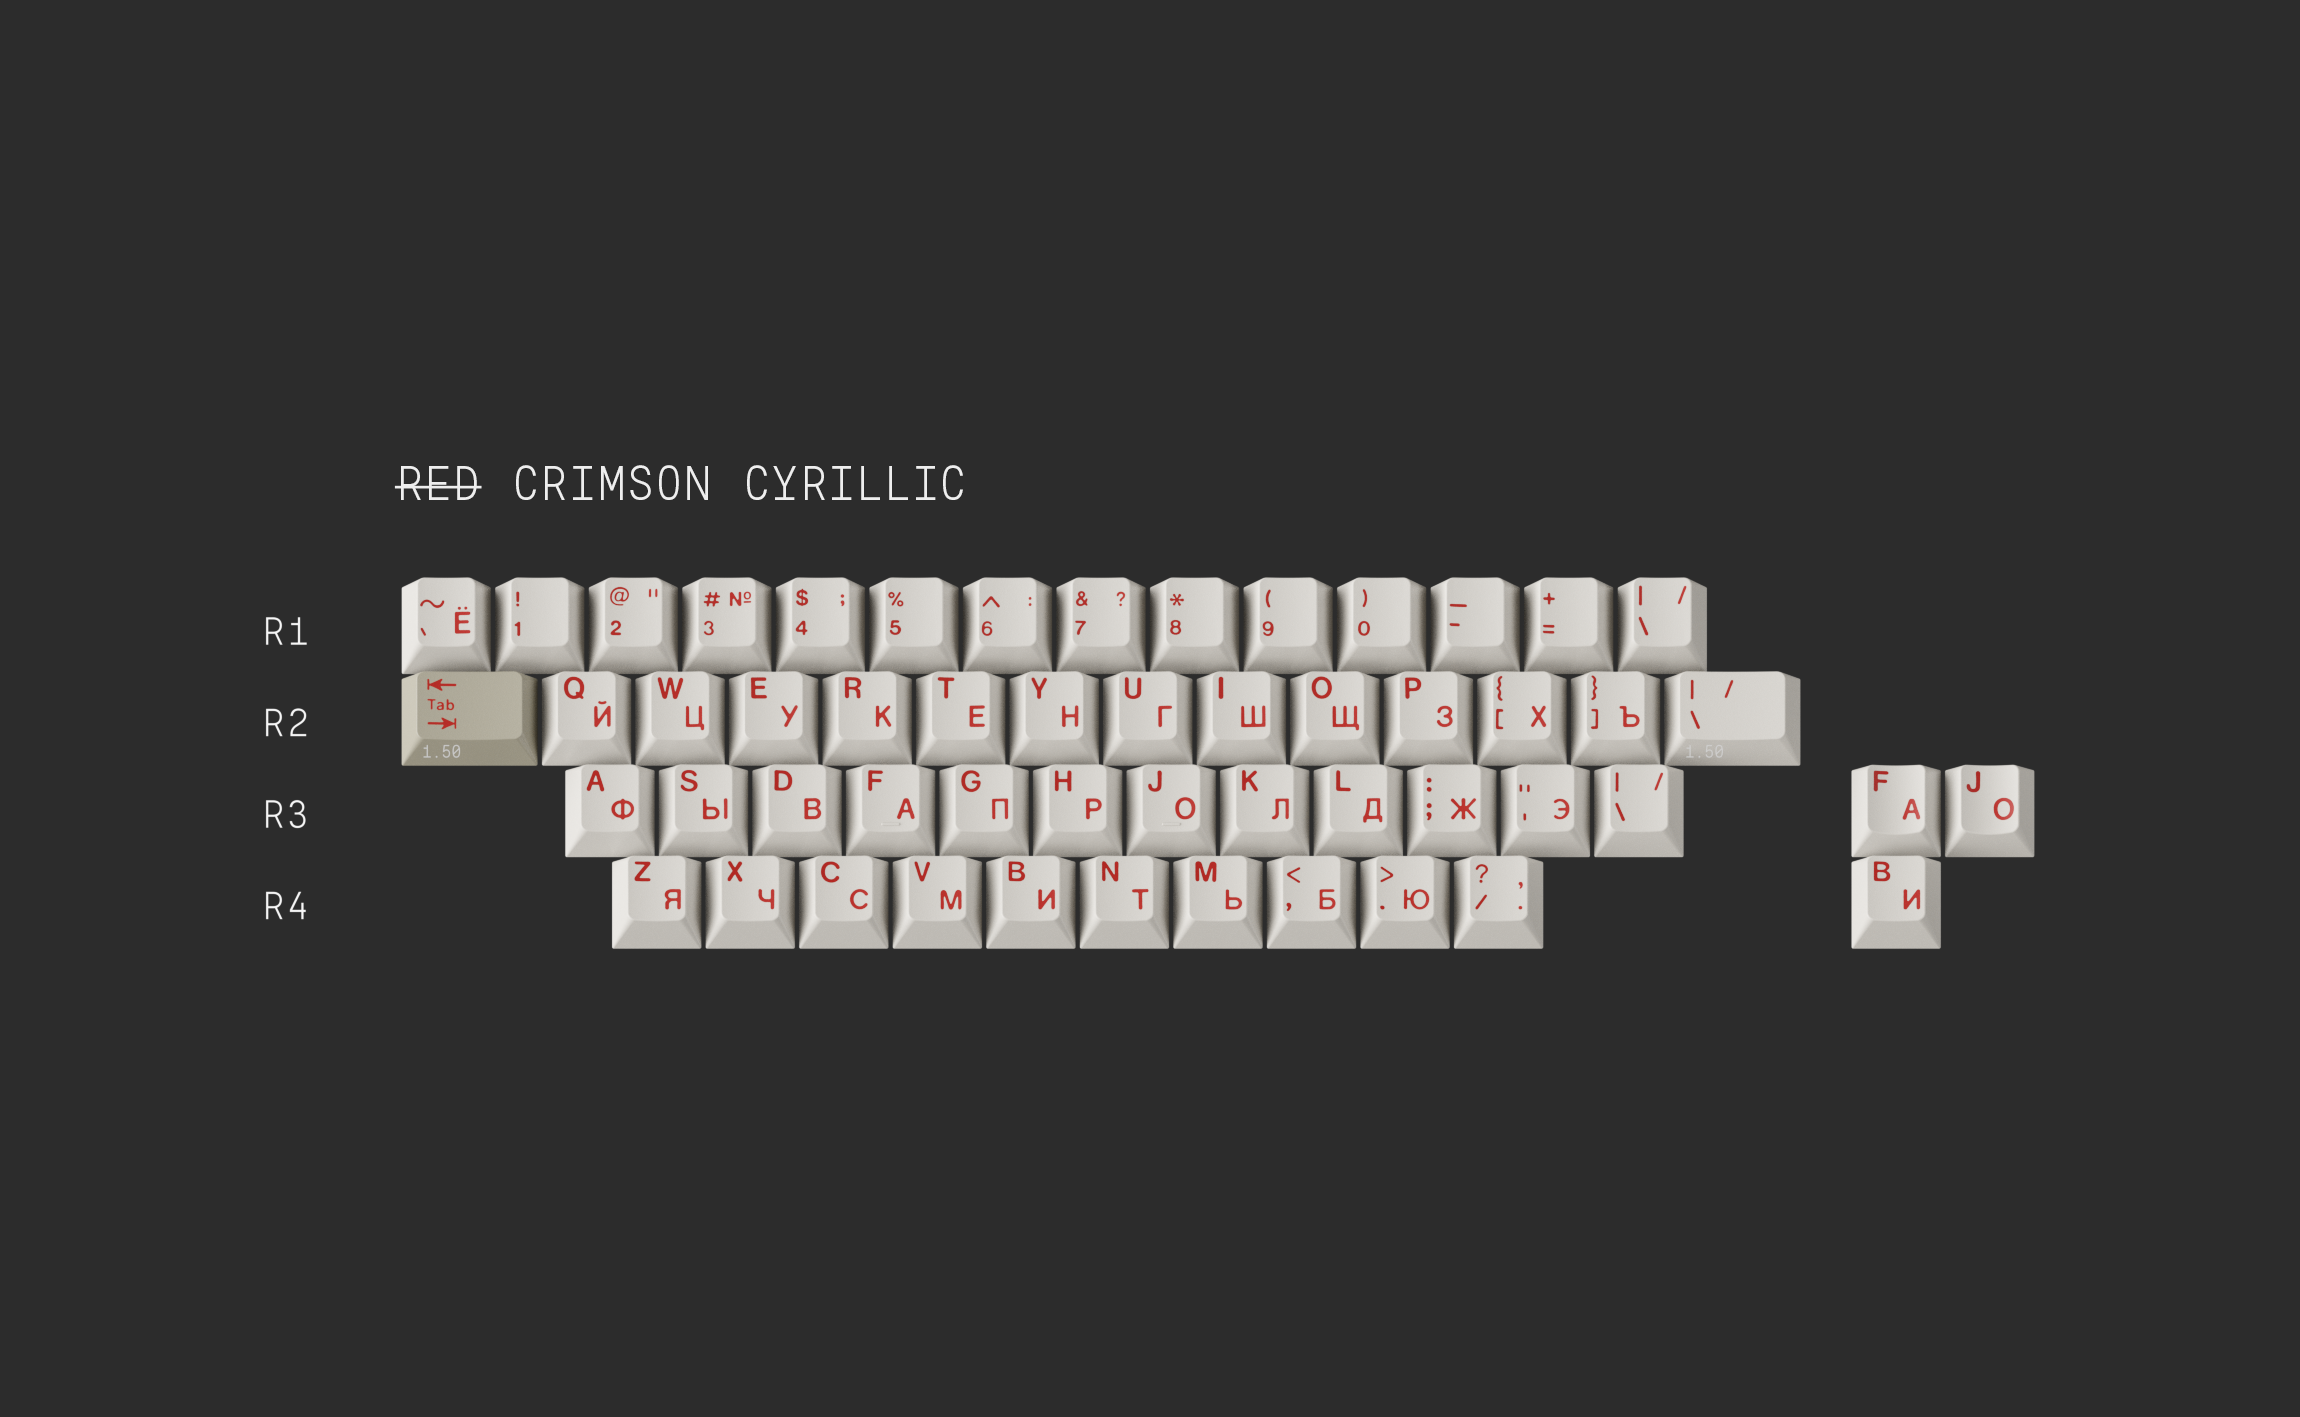 RED CRIMSON CYRILLIC
R1
~ ` Ё
! 1
@ " 2
# № 3
$ ; 4
% 5
^ : 6
& ? 7
* 8
( 9
) 0
_ -
+ =
| / \
R2
Tab
1.50
Q Й
W Ц
E У
R К
T Е
Y Н
U Г
I Ш
O Щ
P З
{ [ Х
} ] Ъ
| / \
1.50
R3
A Ф
S Ы
D В
F А
G П
H Р
J О
K Л
L Д
: ; Ж
" ' Э
| / \
F А
J О
R4
Z Я
X Ч
C С
V М
B И
N Т
M Ь
< , Б
> . Ю
? , / .
B И